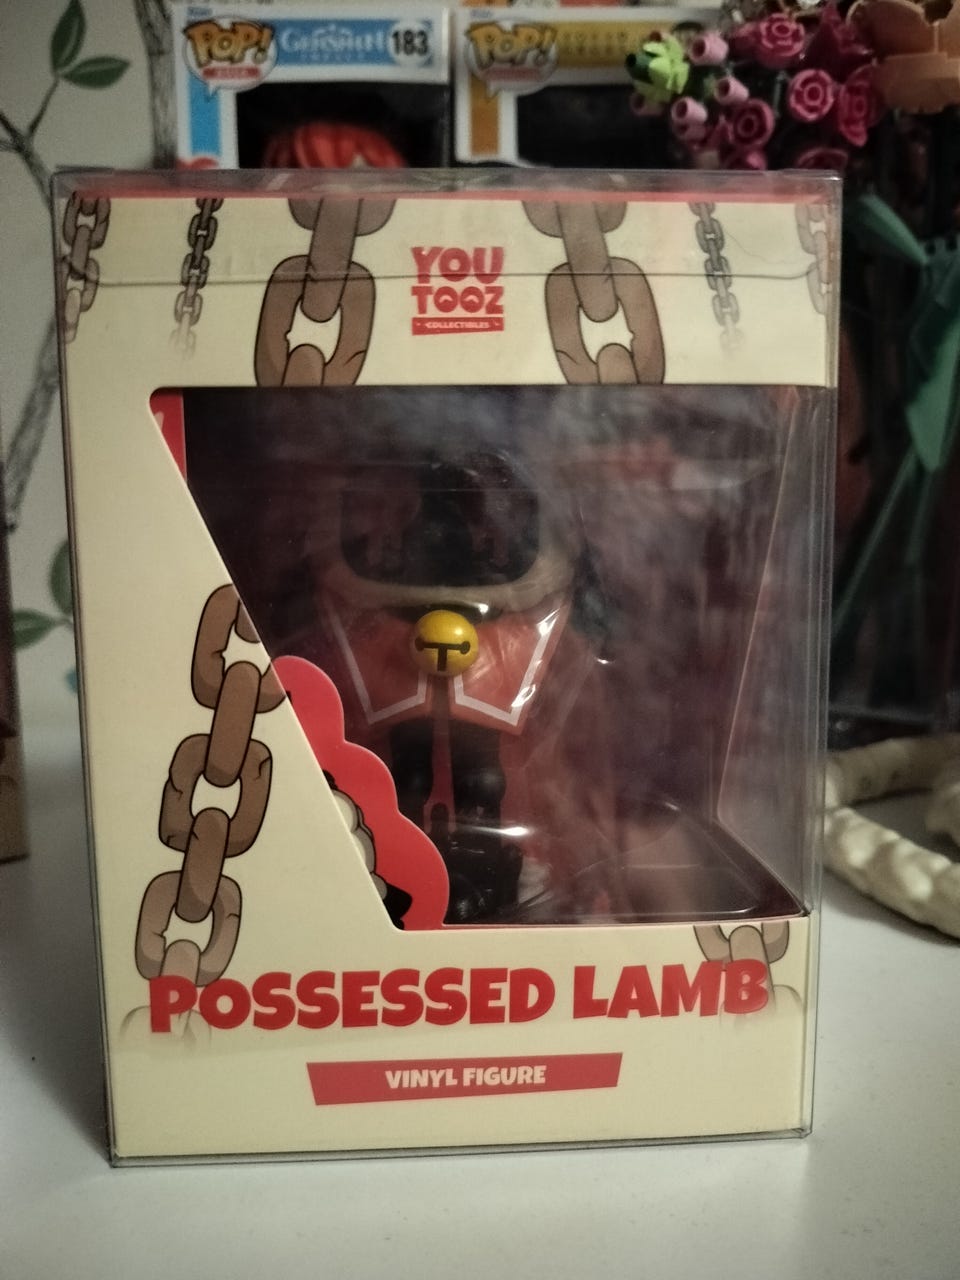 POP!
GENSHIN
183
POP!
YOU
TOOZ
COLLECTIBLES
POSSESSED LAMB
VINYL FIGURE